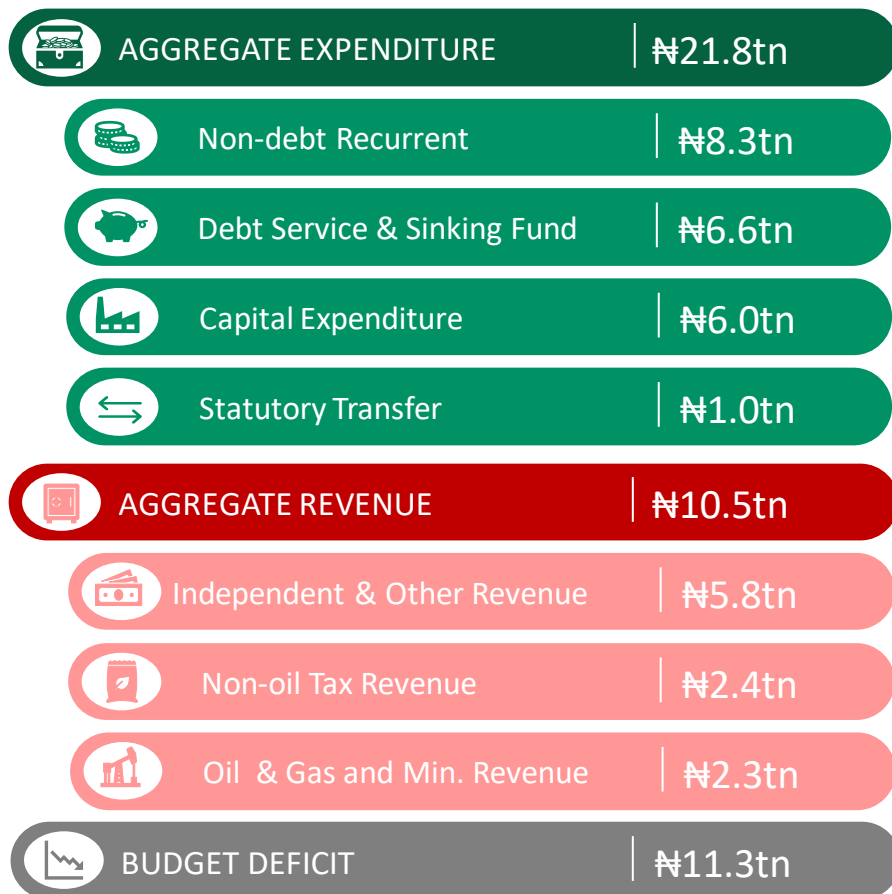 AGGREGATE EXPENDITURE ₦21.8tn
Non-debt Recurrent ₦8.3tn
Debt Service & Sinking Fund ₦6.6tn
Capital Expenditure ₦6.0tn
Statutory Transfer ₦1.0tn
AGGREGATE REVENUE ₦10.5tn
Independent & Other Revenue ₦5.8tn
Non-oil Tax Revenue ₦2.4tn
Oil & Gas and Min. Revenue ₦2.3tn
BUDGET DEFICIT ₦11.3tn